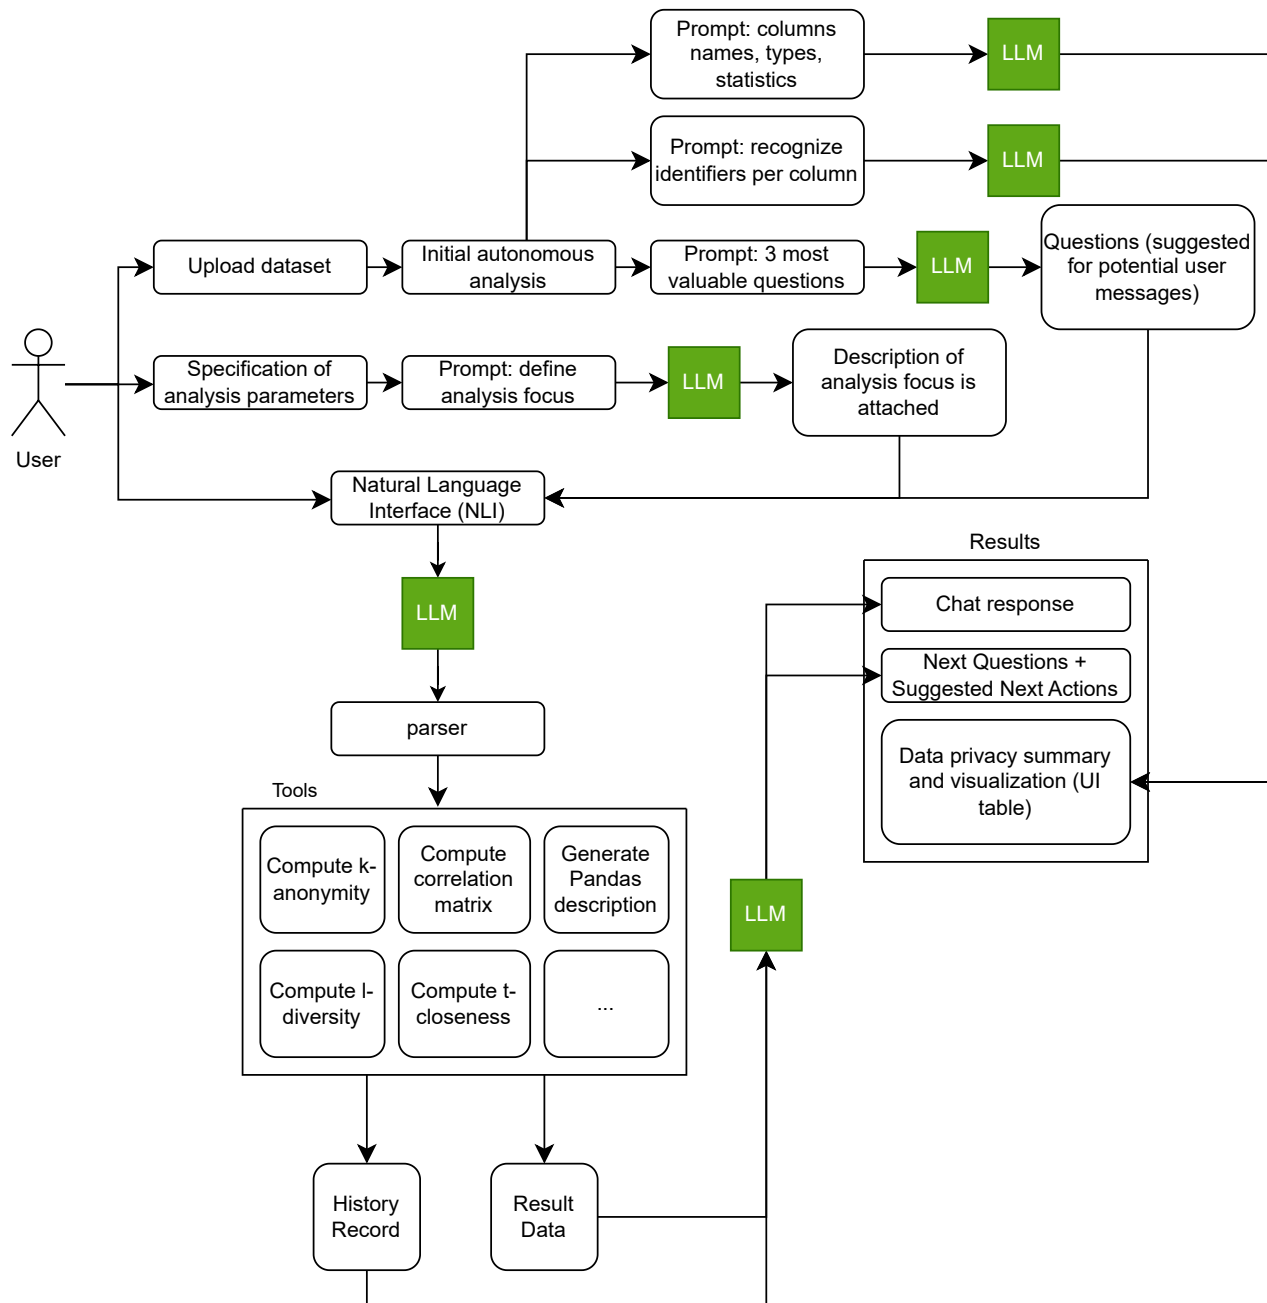 Prompt: columns
names, types,
statistics
LLM
Prompt: recognize
identifiers per column
LLM
Upload dataset
Initial autonomous
analysis
Prompt: 3 most
valuable questions
LLM
Questions (suggested
for potential user
messages)
Specification of
analysis parameters
Prompt: define
analysis focus
LLM
Description of
analysis focus is
attached
User
Natural Language
Interface (NLI)
LLM
parser
Tools
Compute k-
anonymity
Compute
correlation
matrix
Generate
Pandas
description
Compute l-
diversity
Compute t-
closeness
...
History
Record
Result
Data
LLM
Results
Chat response
Next Questions +
Suggested Next Actions
Data privacy summary
and visualization (UI
table)